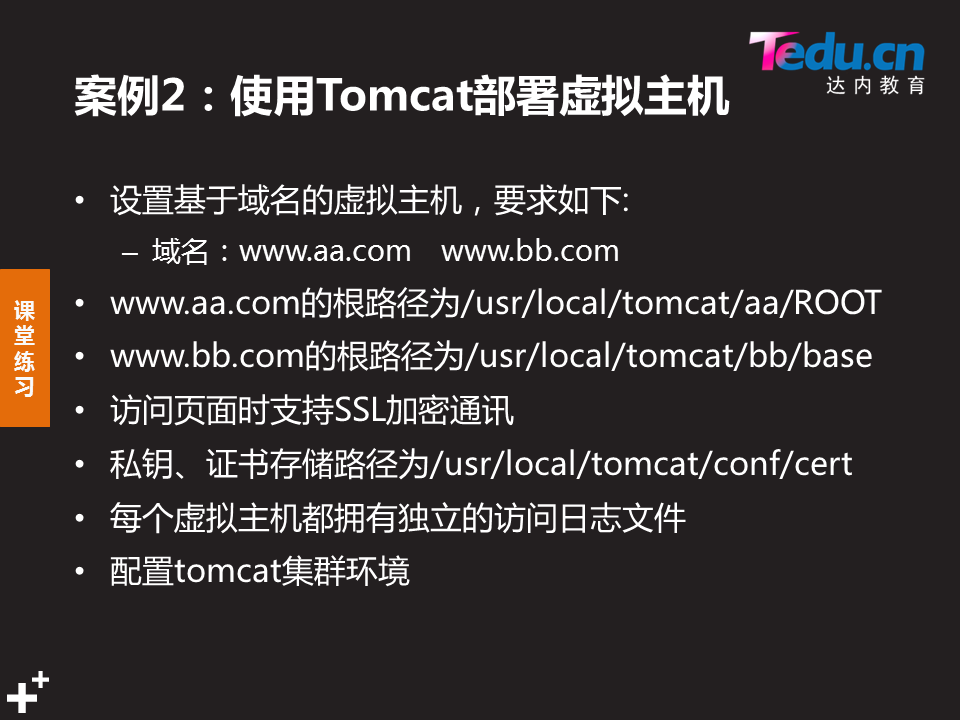 Tedu.cn
达内教育
案例2：使用Tomcat部署虚拟主机
• 设置基于域名的虚拟主机，要求如下:
– 域名：www.aa.com www.bb.com
• www.aa.com的根路径为/usr/local/tomcat/aa/ROOT
• www.bb.com的根路径为/usr/local/tomcat/bb/base
• 访问页面时支持SSL加密通讯
• 私钥、证书存储路径为/usr/local/tomcat/conf/cert
• 每个虚拟主机都拥有独立的访问日志文件
• 配置tomcat集群环境
课
堂
练
习